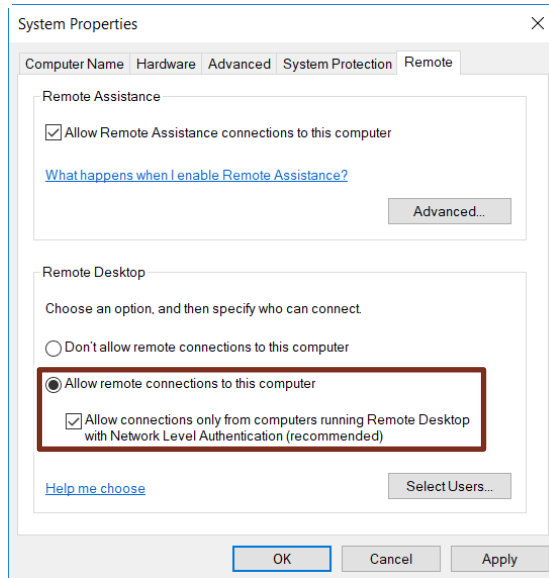 System Properties
Computer Name Hardware Advanced System Protection Remote
Remote Assistance
Allow Remote Assistance connections to this computer
What happens when I enable Remote Assistance?
Advanced...
Remote Desktop
Choose an option, and then specify who can connect.
Don't allow remote connections to this computer
Allow remote connections to this computer
Allow connections only from computers running Remote Desktop
with Network Level Authentication (recommended)
Help me choose
Select Users...
OK Cancel Apply